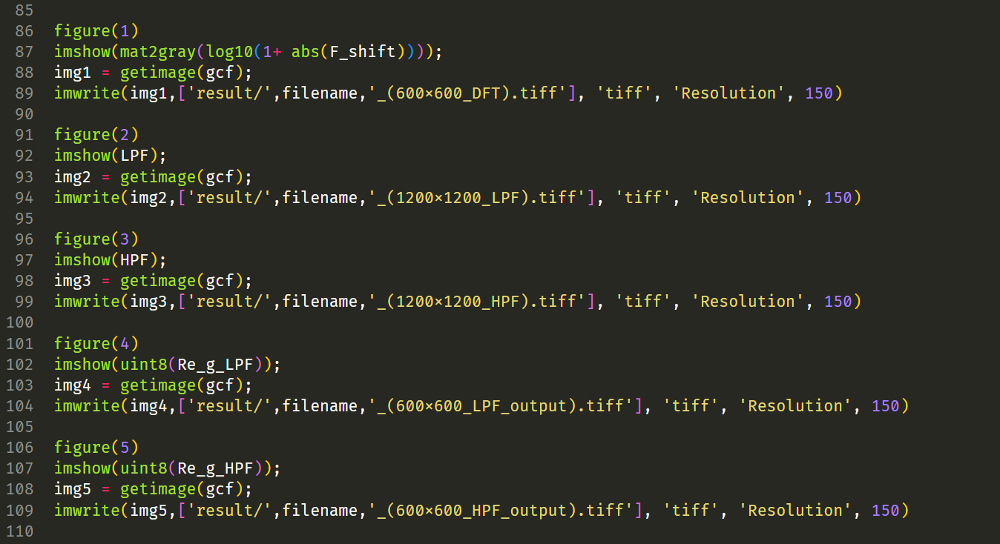 85
86 figure(1)
87 imshow(mat2gray(log10(1+ abs(F_shift))));
88 img1 = getimage(gcf);
89 imwrite(img1,['result/',filename,'_(600×600_DFT).tiff'], 'tiff', 'Resolution', 150)
90
91 figure(2)
92 imshow(LPF);
93 img2 = getimage(gcf);
94 imwrite(img2,['result/',filename,'_(1200×1200_LPF).tiff'], 'tiff', 'Resolution', 150)
95
96 figure(3)
97 imshow(HPF);
98 img3 = getimage(gcf);
99 imwrite(img3,['result/',filename,'_(1200×1200_HPF).tiff'], 'tiff', 'Resolution', 150)
100
101 figure(4)
102 imshow(uint8(Re_g_LPF));
103 img4 = getimage(gcf);
104 imwrite(img4,['result/',filename,'_(600×600_LPF_output).tiff'], 'tiff', 'Resolution', 150)
105
106 figure(5)
107 imshow(uint8(Re_g_HPF));
108 img5 = getimage(gcf);
109 imwrite(img5,['result/',filename,'_(600×600_HPF_output).tiff'], 'tiff', 'Resolution', 150)
110